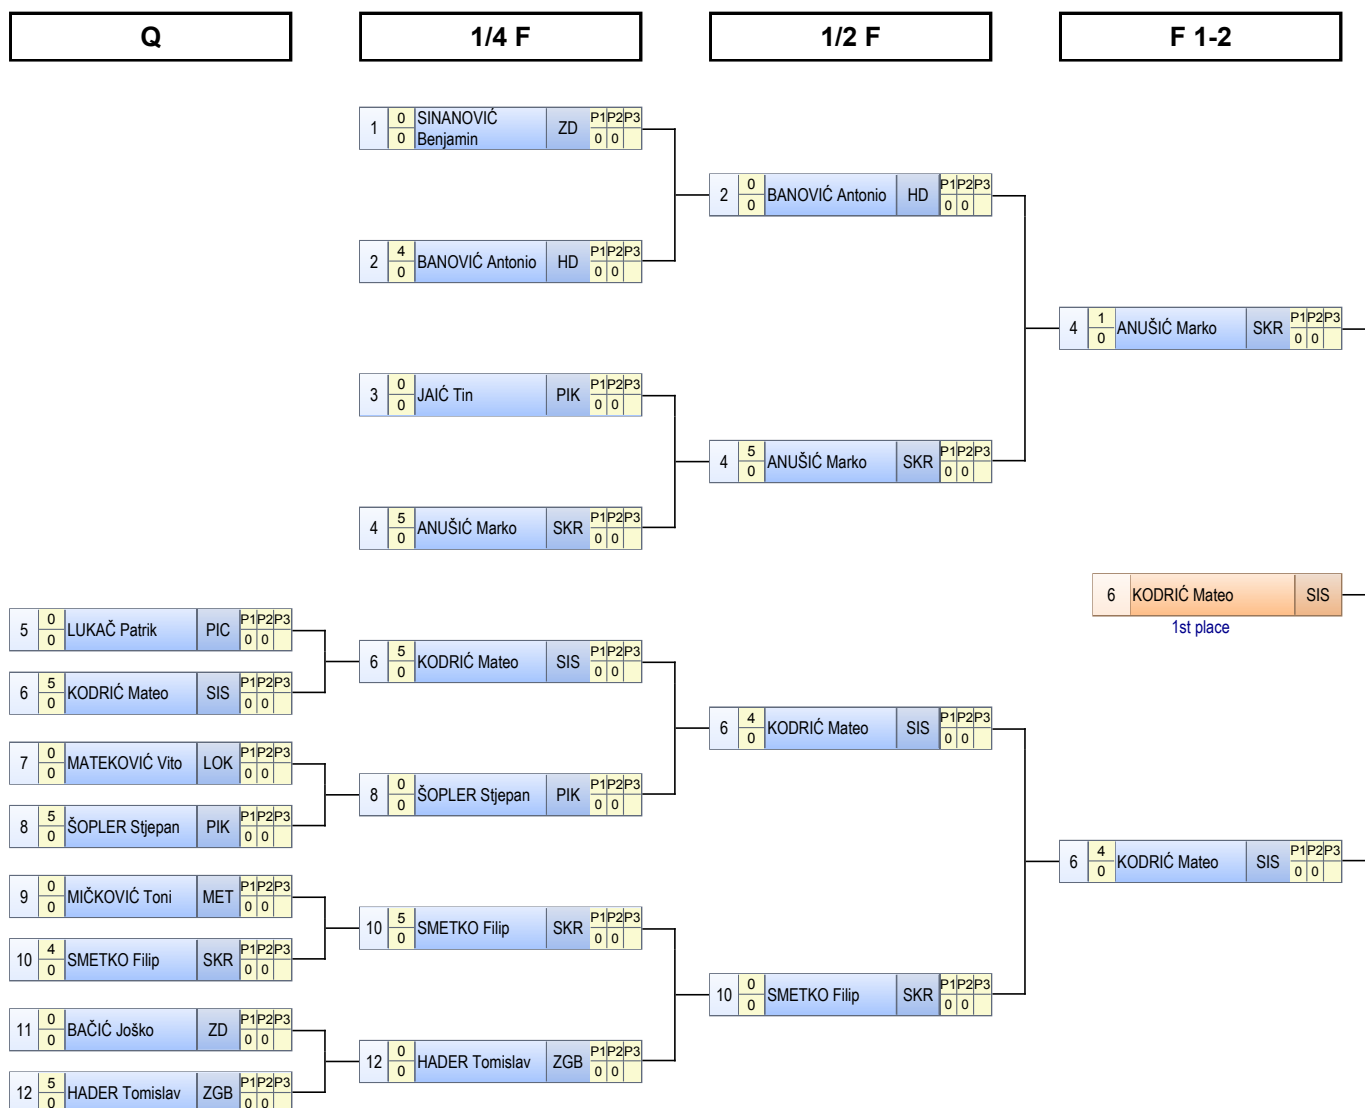 Q
1/4 F
1/2 F
F 1-2
1 0 0 SINANOVIĆ Benjamin ZD P1 P2 P3 0 0
2 4 0 BANOVIĆ Antonio HD P1 P2 P3 0 0
3 0 0 JAIĆ Tin PIK P1 P2 P3 0 0
4 5 0 ANUŠIĆ Marko SKR P1 P2 P3 0 0
2 0 0 BANOVIĆ Antonio HD P1 P2 P3 0 0
4 5 0 ANUŠIĆ Marko SKR P1 P2 P3 0 0
4 1 0 ANUŠIĆ Marko SKR P1 P2 P3 0 0
6 KODRIĆ Mateo SIS
1st place
5 0 0 LUKAČ Patrik PIC P1 P2 P3 0 0
6 5 0 KODRIĆ Mateo SIS P1 P2 P3 0 0
7 0 0 MATEKOVIĆ Vito LOK P1 P2 P3 0 0
8 5 0 ŠOPLER Stjepan PIK P1 P2 P3 0 0
9 0 0 MIČKOVIĆ Toni MET P1 P2 P3 0 0
10 4 0 SMETKO Filip SKR P1 P2 P3 0 0
11 0 0 BAČIĆ Joško ZD P1 P2 P3 0 0
12 5 0 HADER Tomislav ZGB P1 P2 P3 0 0
6 5 0 KODRIĆ Mateo SIS P1 P2 P3 0 0
8 0 0 ŠOPLER Stjepan PIK P1 P2 P3 0 0
10 5 0 SMETKO Filip SKR P1 P2 P3 0 0
12 0 0 HADER Tomislav ZGB P1 P2 P3 0 0
6 4 0 KODRIĆ Mateo SIS P1 P2 P3 0 0
10 0 0 SMETKO Filip SKR P1 P2 P3 0 0
6 4 0 KODRIĆ Mateo SIS P1 P2 P3 0 0